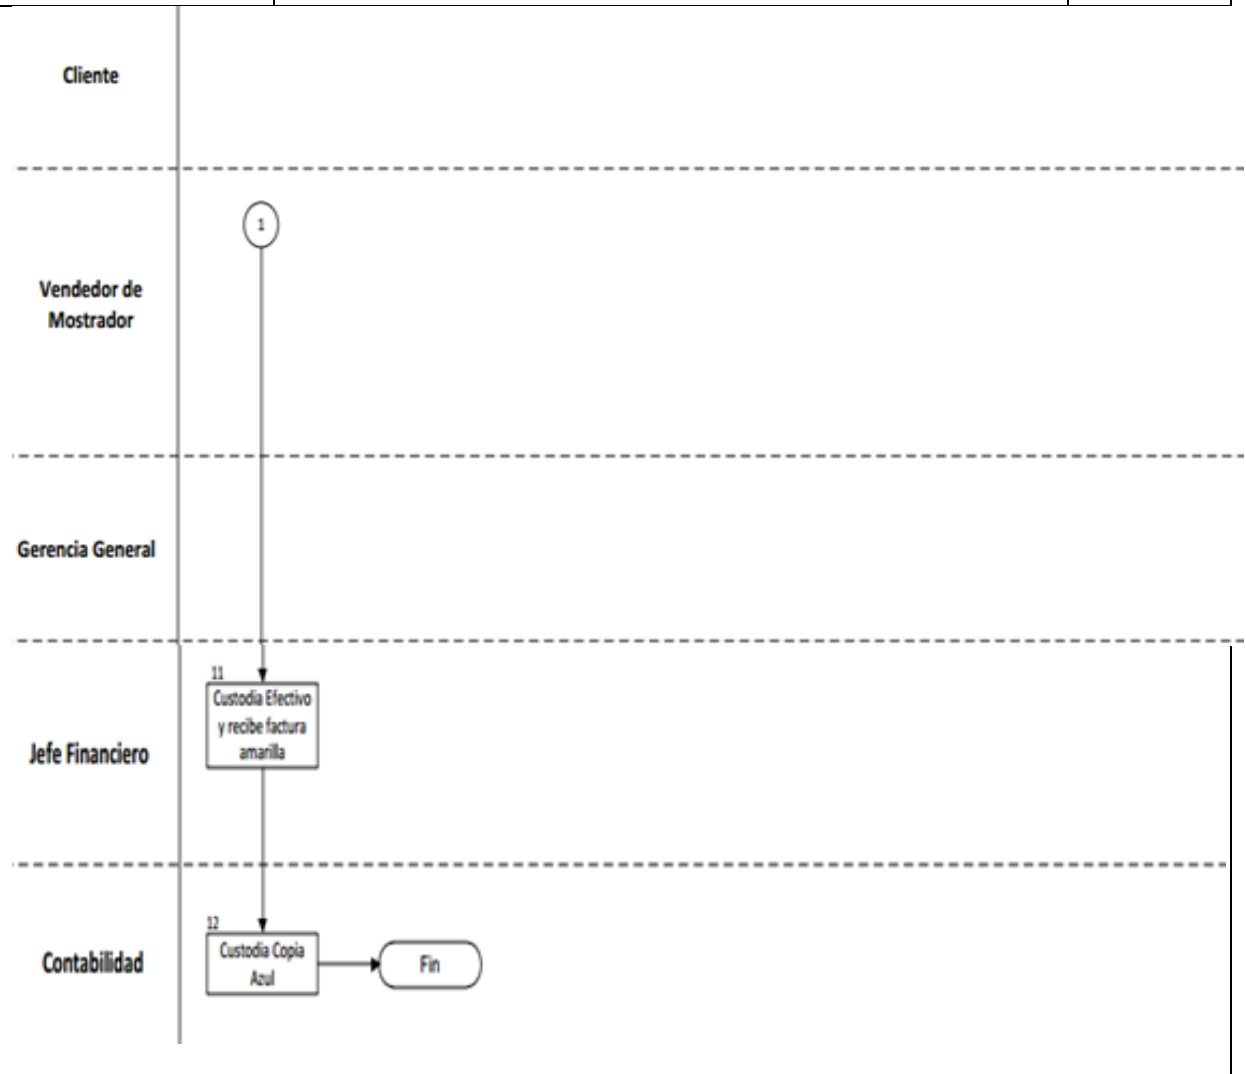 Cliente
1
Vendedor de
Mostrador
Gerencia General
11
Custodia Efectivo
y recibe factura
amarilla
Jefe Financiero
12
Custodia Copia
Azul
Fin
Contabilidad